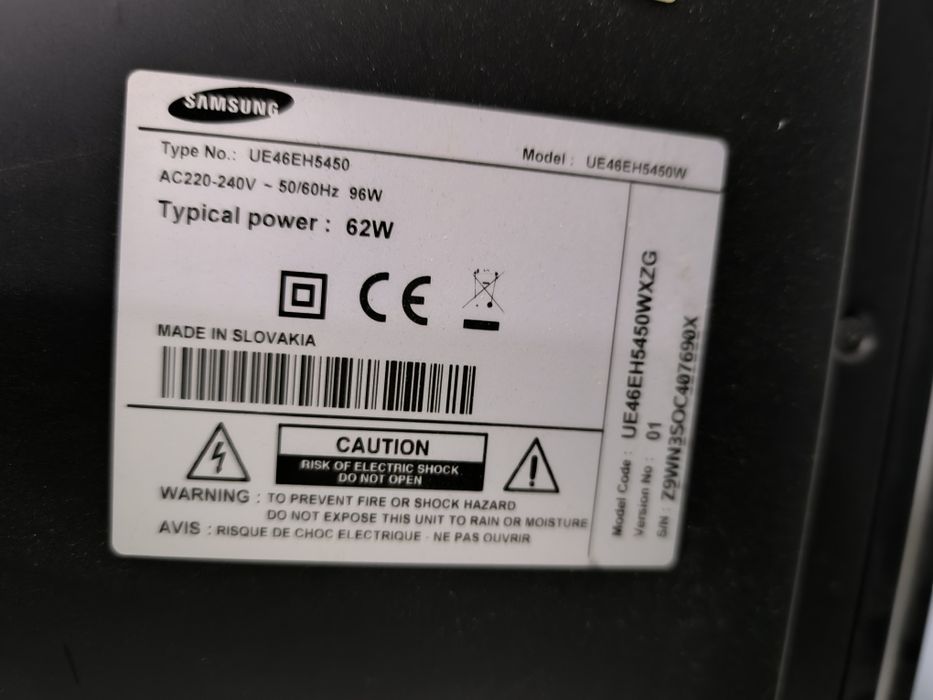 SAMSUNG
Type No.: UE46EH5450
Model : UE46EH5450W
AC220-240V ~ 50/60Hz 96W
Typical power : 62W
MADE IN SLOVAKIA
CAUTION
RISK OF ELECTRIC SHOCK
DO NOT OPEN
WARNING : TO PREVENT FIRE OR SHOCK HAZARD
DO NOT EXPOSE THIS UNIT TO RAIN OR MOISTURE
AVIS : RISQUE DE CHOC ELECTRIQUE - NE PAS OUVRIR
Model Code : UE46EH5450WXZG
Version No : 01
S/N : Z9WN3SOC407690X